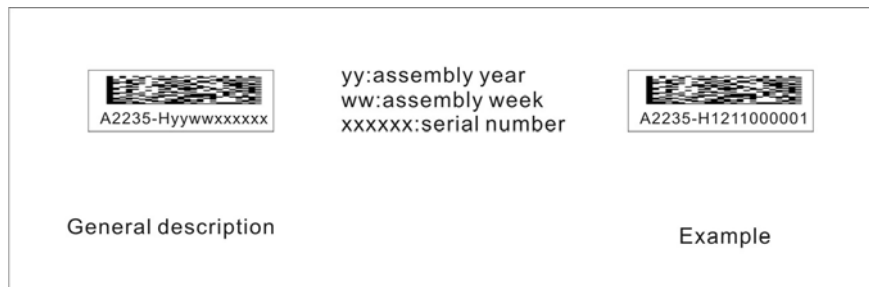 A2235-Hyywwxxxxxx
yy:assembly year
ww:assembly week
xxxxxx:serial number
A2235-H1211000001
General description
Example